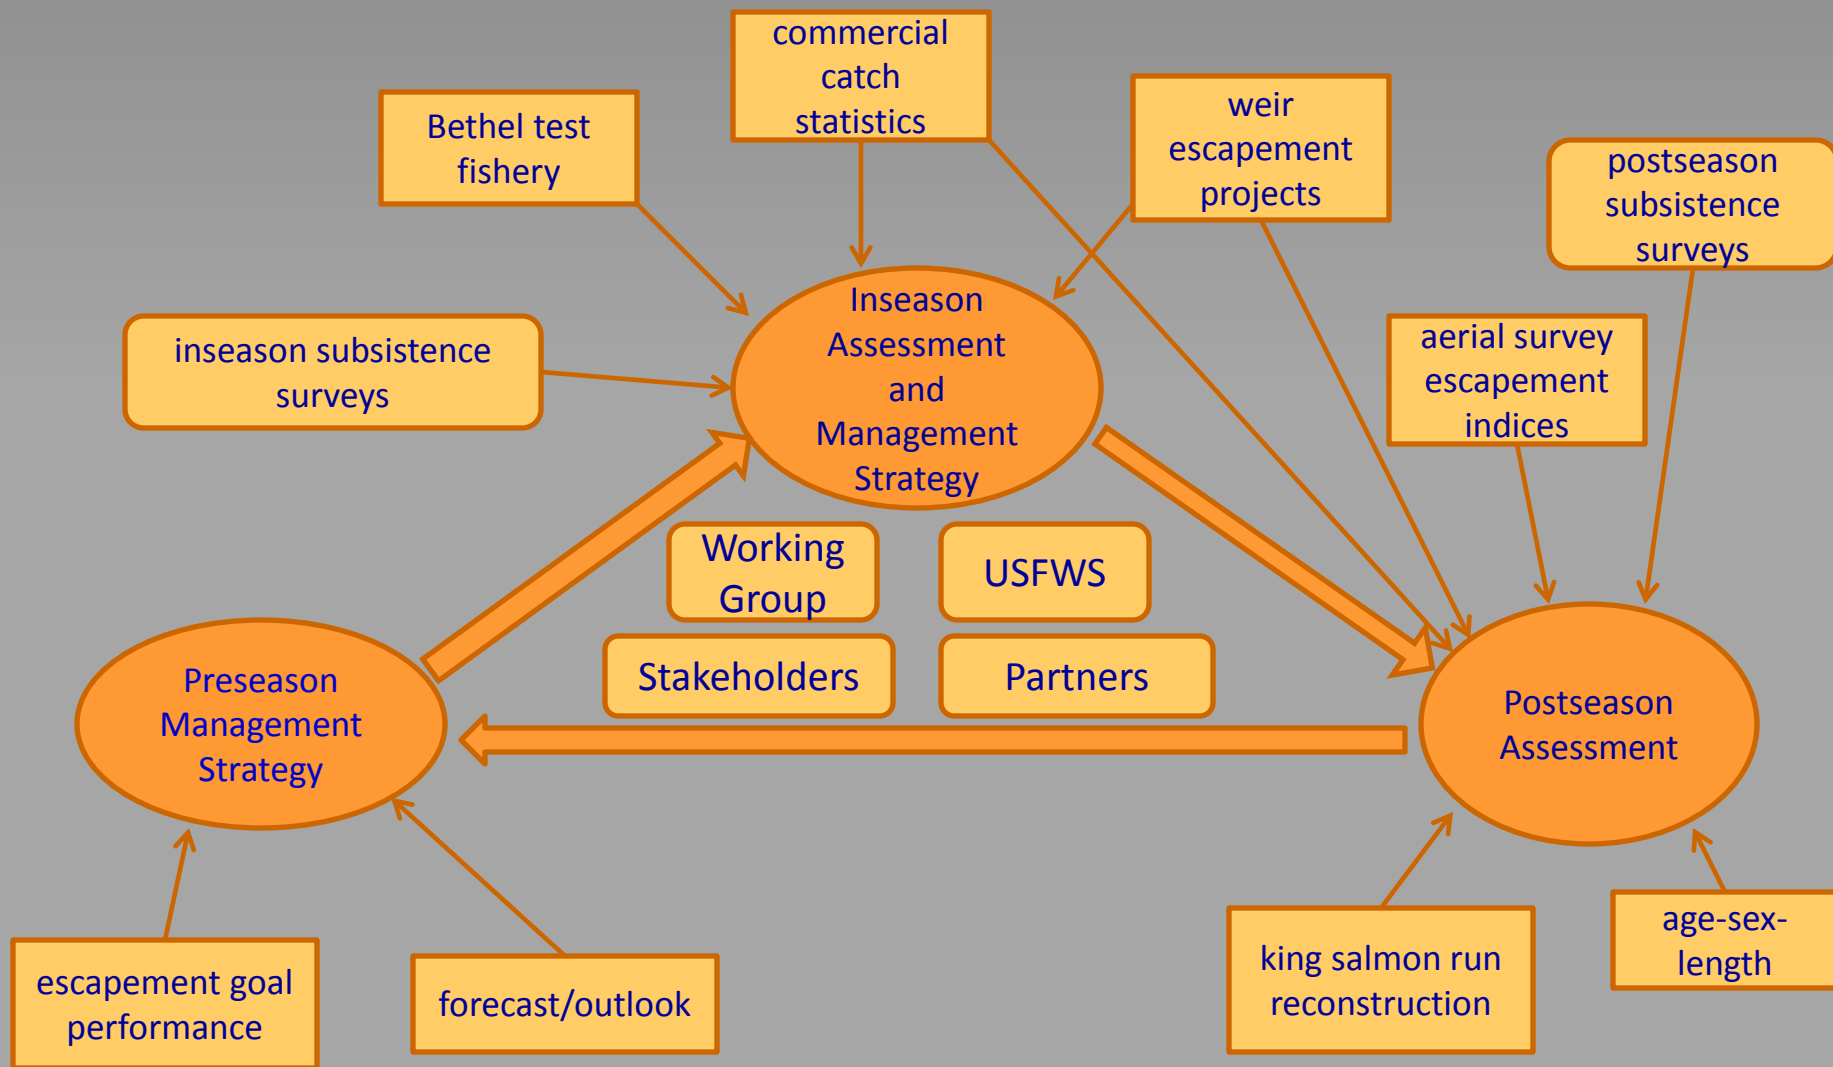 commercial
catch
statistics
Bethel test
fishery
weir
escapement
projects
postseason
subsistence
surveys
inseason subsistence
surveys
Inseason
Assessment
and
Management
Strategy
aerial survey
escapement
indices
Working
Group
USFWS
Stakeholders
Partners
Preseason
Management
Strategy
Postseason
Assessment
escapement goal
performance
forecast/outlook
king salmon run
reconstruction
age-sex-
length